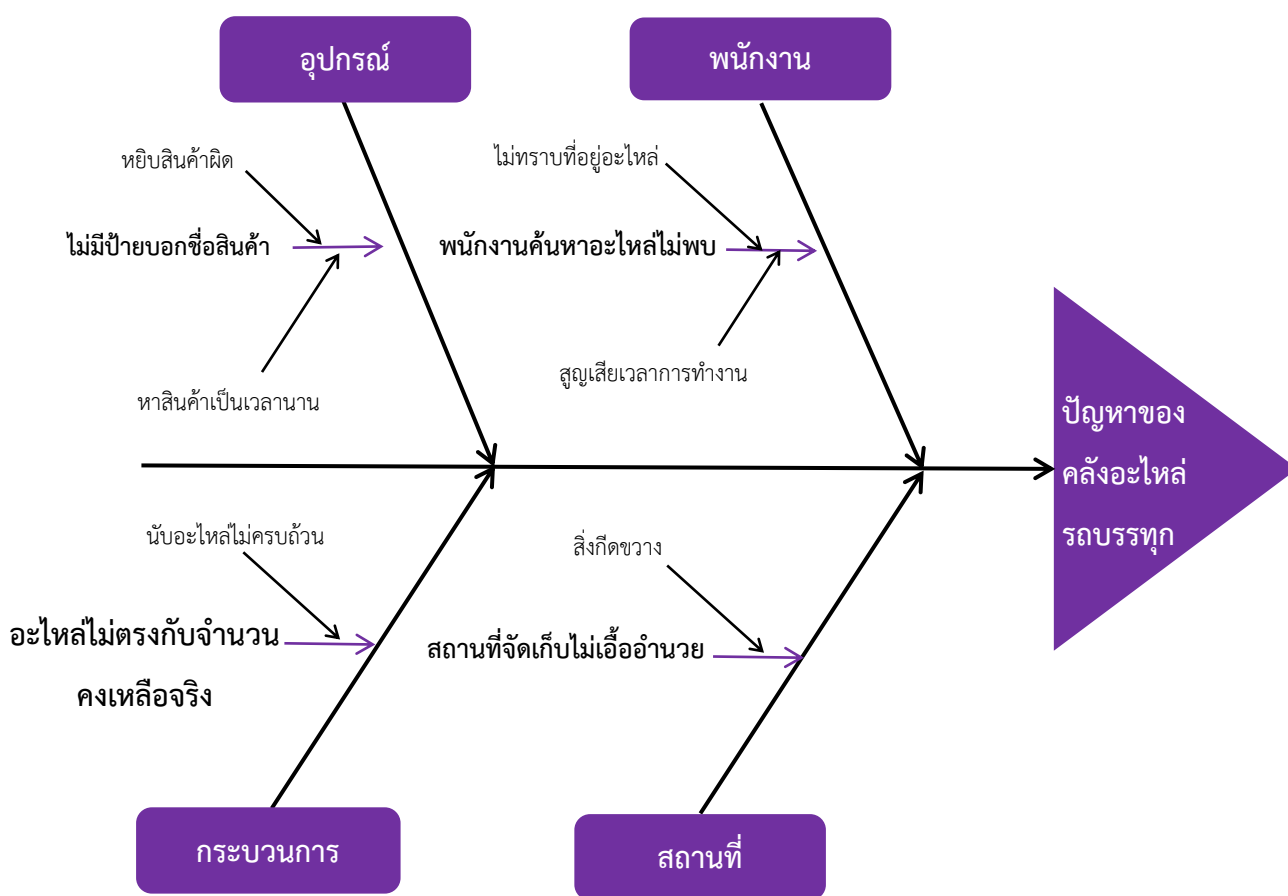 อุปกรณ์
พนักงาน
หยิบสินค้าผิด
ไม่ทราบที่อยู่อะไหล่
ไม่มีป้ายบอกชื่อสินค้า
พนักงานค้นหาอะไหล่ไม่พบ
หาสินค้าเป็นเวลานาน
สูญเสียเวลาการทำงาน
ปัญหาของ
คลังอะไหล่
รถบรรทุก
นับอะไหล่ไม่ครบถ้วน
สิ่งกีดขวาง
อะไหล่ไม่ตรงกับจำนวน
คงเหลือจริง
สถานที่จัดเก็บไม่เอื้ออำนวย
กระบวนการ
สถานที่